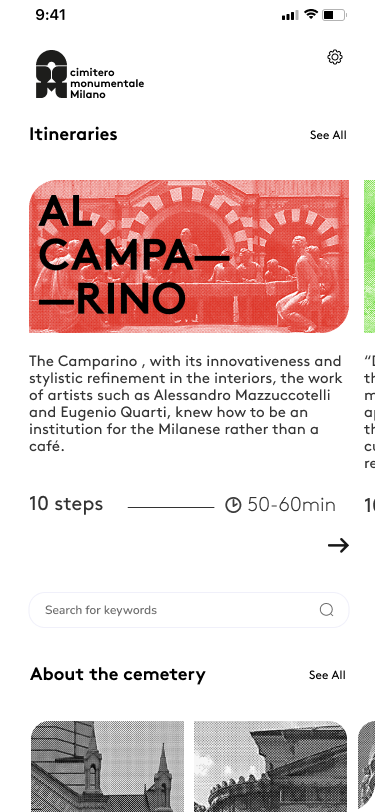 9:41
cimitero
monumentale
Milano
Itineraries
See All
AL
CAMPA—
—RINO
The Camparino , with its innovativeness and
stylistic refinement in the interiors, the work
of artists such as Alessandro Mazzuccotelli
and Eugenio Quarti, knew how to be an
institution for the Milanese rather than a
café.
10 steps
50-60min
Search for keywords
About the cemetery
See All